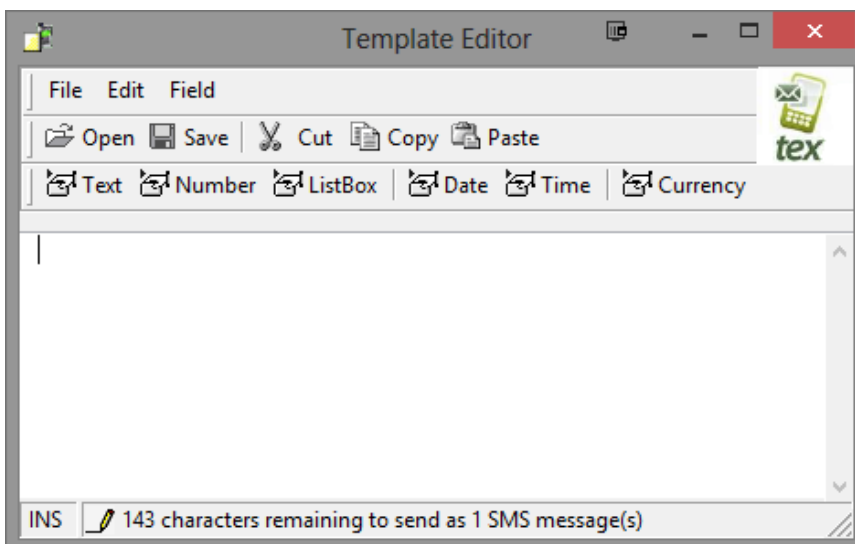 Template Editor
File Edit Field
Open Save Cut Copy Paste
tex
Text Number ListBox Date Time Currency
INS 143 characters remaining to send as 1 SMS message(s)